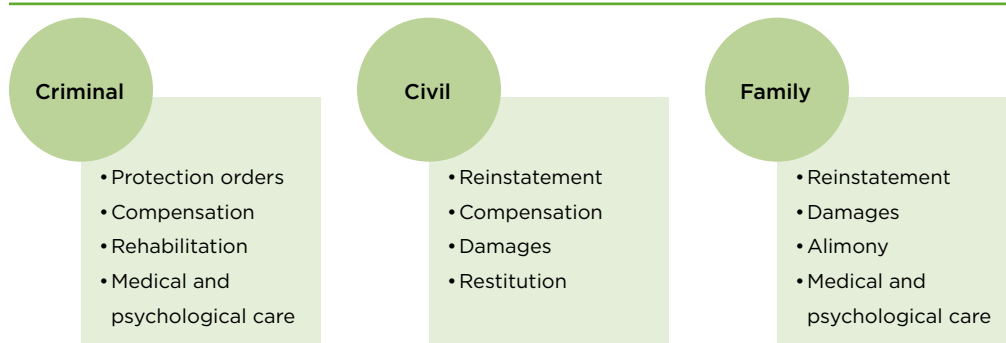 Criminal
• Protection orders
• Compensation
• Rehabilitation
• Medical and
psychological care
Civil
• Reinstatement
• Compensation
• Damages
• Restitution
Family
• Reinstatement
• Damages
• Alimony
• Medical and
psychological care